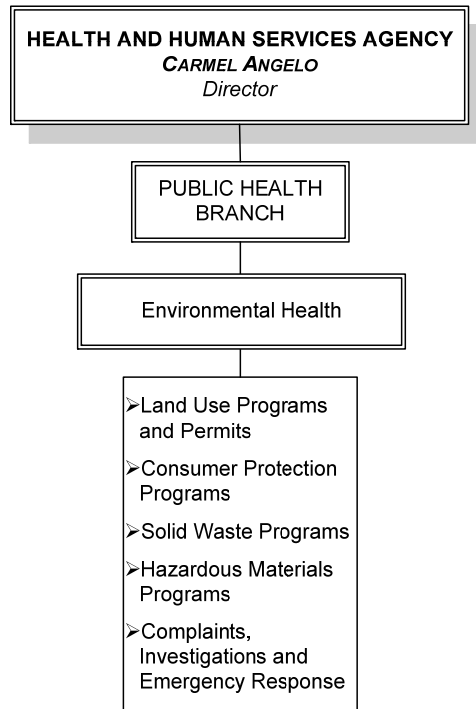 HEALTH AND HUMAN SERVICES AGENCY
CARMEL ANGELO
Director
PUBLIC HEALTH
BRANCH
Environmental Health
➢Land Use Programs
and Permits
➢Consumer Protection
Programs
➢Solid Waste Programs
➢Hazardous Materials
Programs
➢Complaints,
Investigations and
Emergency Response